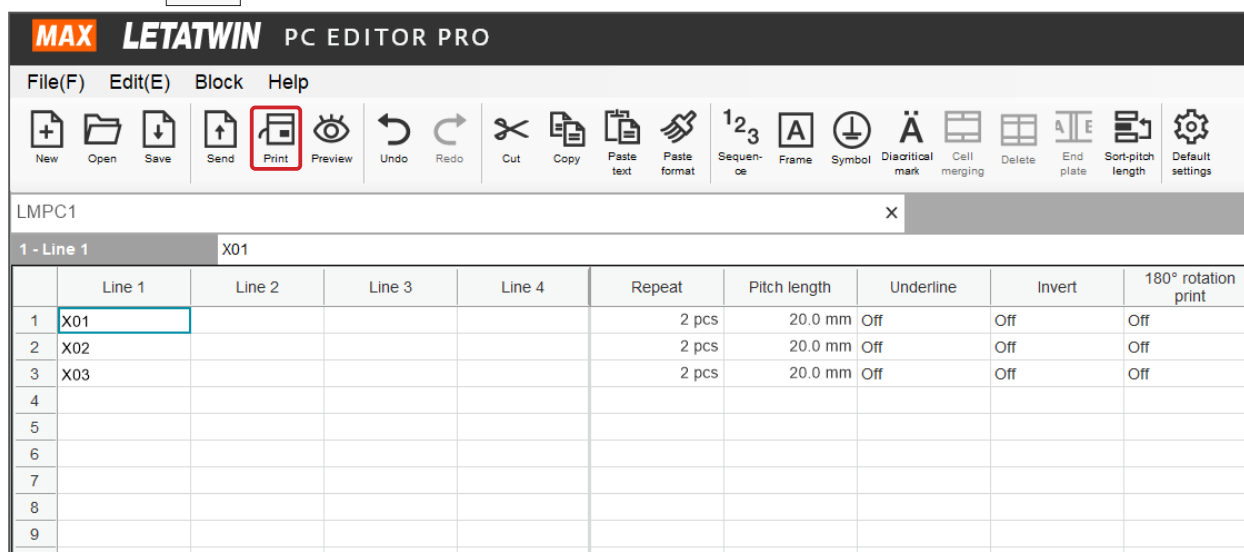 MAX LETATWIN PC EDITOR PRO
File(F) Edit(E) Block Help
New Open Save Send Print Preview Undo Redo Cut Copy Paste text Paste format Sequen-ce Frame Symbol Diacritical mark Cell merging Delete End plate Sort-pitch length Default settings
LMPC1 ×
1 - Line 1 X01
Line 1 Line 2 Line 3 Line 4 Repeat Pitch length Underline Invert 180° rotation print
1 X01 2 pcs 20.0 mm Off Off Off
2 X02 2 pcs 20.0 mm Off Off Off
3 X03 2 pcs 20.0 mm Off Off Off
4
5
6
7
8
9